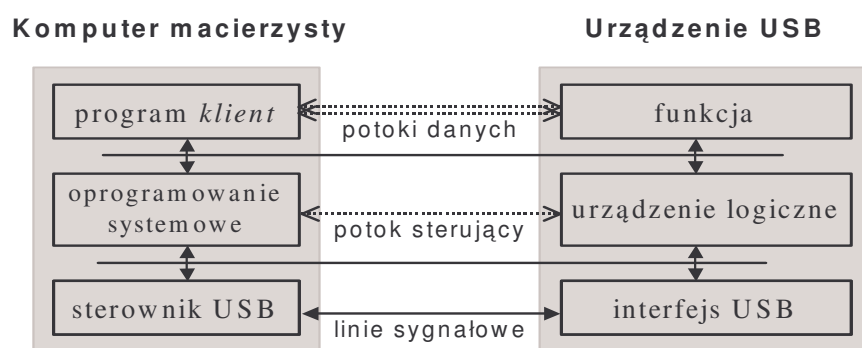 Komputer macierzysty
Urządzenie USB
program klient
potoki danych
funkcja
oprogramowanie
systemowe
potok sterujący
urządzenie logiczne
sterownik USB
linie sygnałowe
interfejs USB